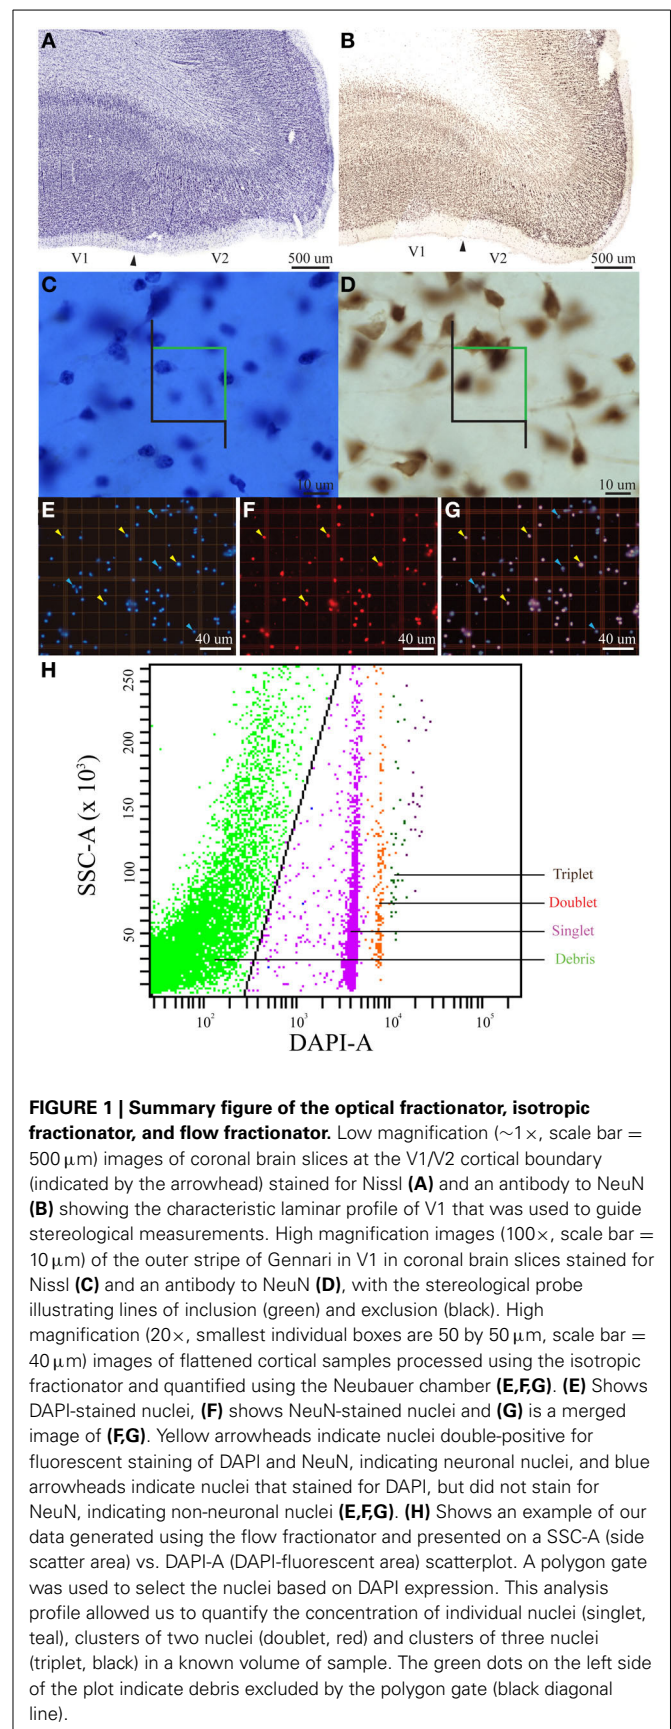 A
B
V1
V2
500 um
V1
V2
500 um
C
D
10 um
10 um
E
F
G
40 um
40 um
40 um
H
250
200
150
100
50
SSC-A (x 10³)
Triplet
Doublet
Singlet
Debris
10² 10³ 10⁴ 10⁵
DAPI-A
FIGURE 1 | Summary figure of the optical fractionator, isotropic
fractionator, and flow fractionator. Low magnification (∼1×, scale bar =
500 μm) images of coronal brain slices at the V1/V2 cortical boundary
(indicated by the arrowhead) stained for Nissl (A) and an antibody to NeuN
(B) showing the characteristic laminar profile of V1 that was used to guide
stereological measurements. High magnification images (100×, scale bar =
10 μm) of the outer stripe of Gennari in V1 in coronal brain slices stained for
Nissl (C) and an antibody to NeuN (D), with the stereological probe
illustrating lines of inclusion (green) and exclusion (black). High
magnification (20×, smallest individual boxes are 50 by 50 μm, scale bar =
40 μm) images of flattened cortical samples processed using the isotropic
fractionator and quantified using the Neubauer chamber (E,F,G). (E) Shows
DAPI-stained nuclei, (F) shows NeuN-stained nuclei and (G) is a merged
image of (F,G). Yellow arrowheads indicate nuclei double-positive for
fluorescent staining of DAPI and NeuN, indicating neuronal nuclei, and blue
arrowheads indicate nuclei that stained for DAPI, but did not stain for
NeuN, indicating non-neuronal nuclei (E,F,G). (H) Shows an example of our
data generated using the flow fractionator and presented on a SSC-A (side
scatter area) vs. DAPI-A (DAPI-fluorescent area) scatterplot. A polygon gate
was used to select the nuclei based on DAPI expression. This analysis
profile allowed us to quantify the concentration of individual nuclei (singlet,
teal), clusters of two nuclei (doublet, red) and clusters of three nuclei
(triplet, black) in a known volume of sample. The green dots on the left side
of the plot indicate debris excluded by the polygon gate (black diagonal
line).